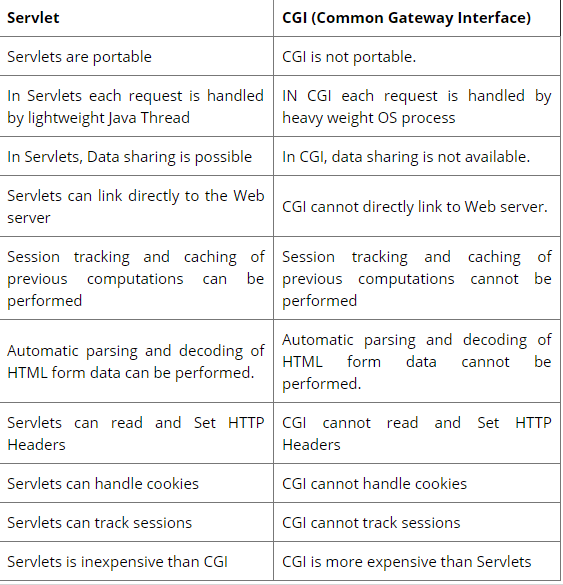 Servlet
CGI (Common Gateway Interface)
Servlets are portable
CGI is not portable.
In Servlets each request is handled
by lightweight Java Thread
IN CGI each request is handled by
heavy weight OS process
In Servlets, Data sharing is possible
In CGI, data sharing is not available.
Servlets can link directly to the Web
server
CGI cannot directly link to Web server.
Session tracking and caching of
previous computations can be
performed
Session tracking and caching of
previous computations cannot be
performed
Automatic parsing and decoding of
HTML form data can be performed.
Automatic parsing and decoding of
HTML form data cannot be
performed.
Servlets can read and Set HTTP
Headers
CGI cannot read and Set HTTP
Headers
Servlets can handle cookies
CGI cannot handle cookies
Servlets can track sessions
CGI cannot track sessions
Servlets is inexpensive than CGI
CGI is more expensive than Servlets